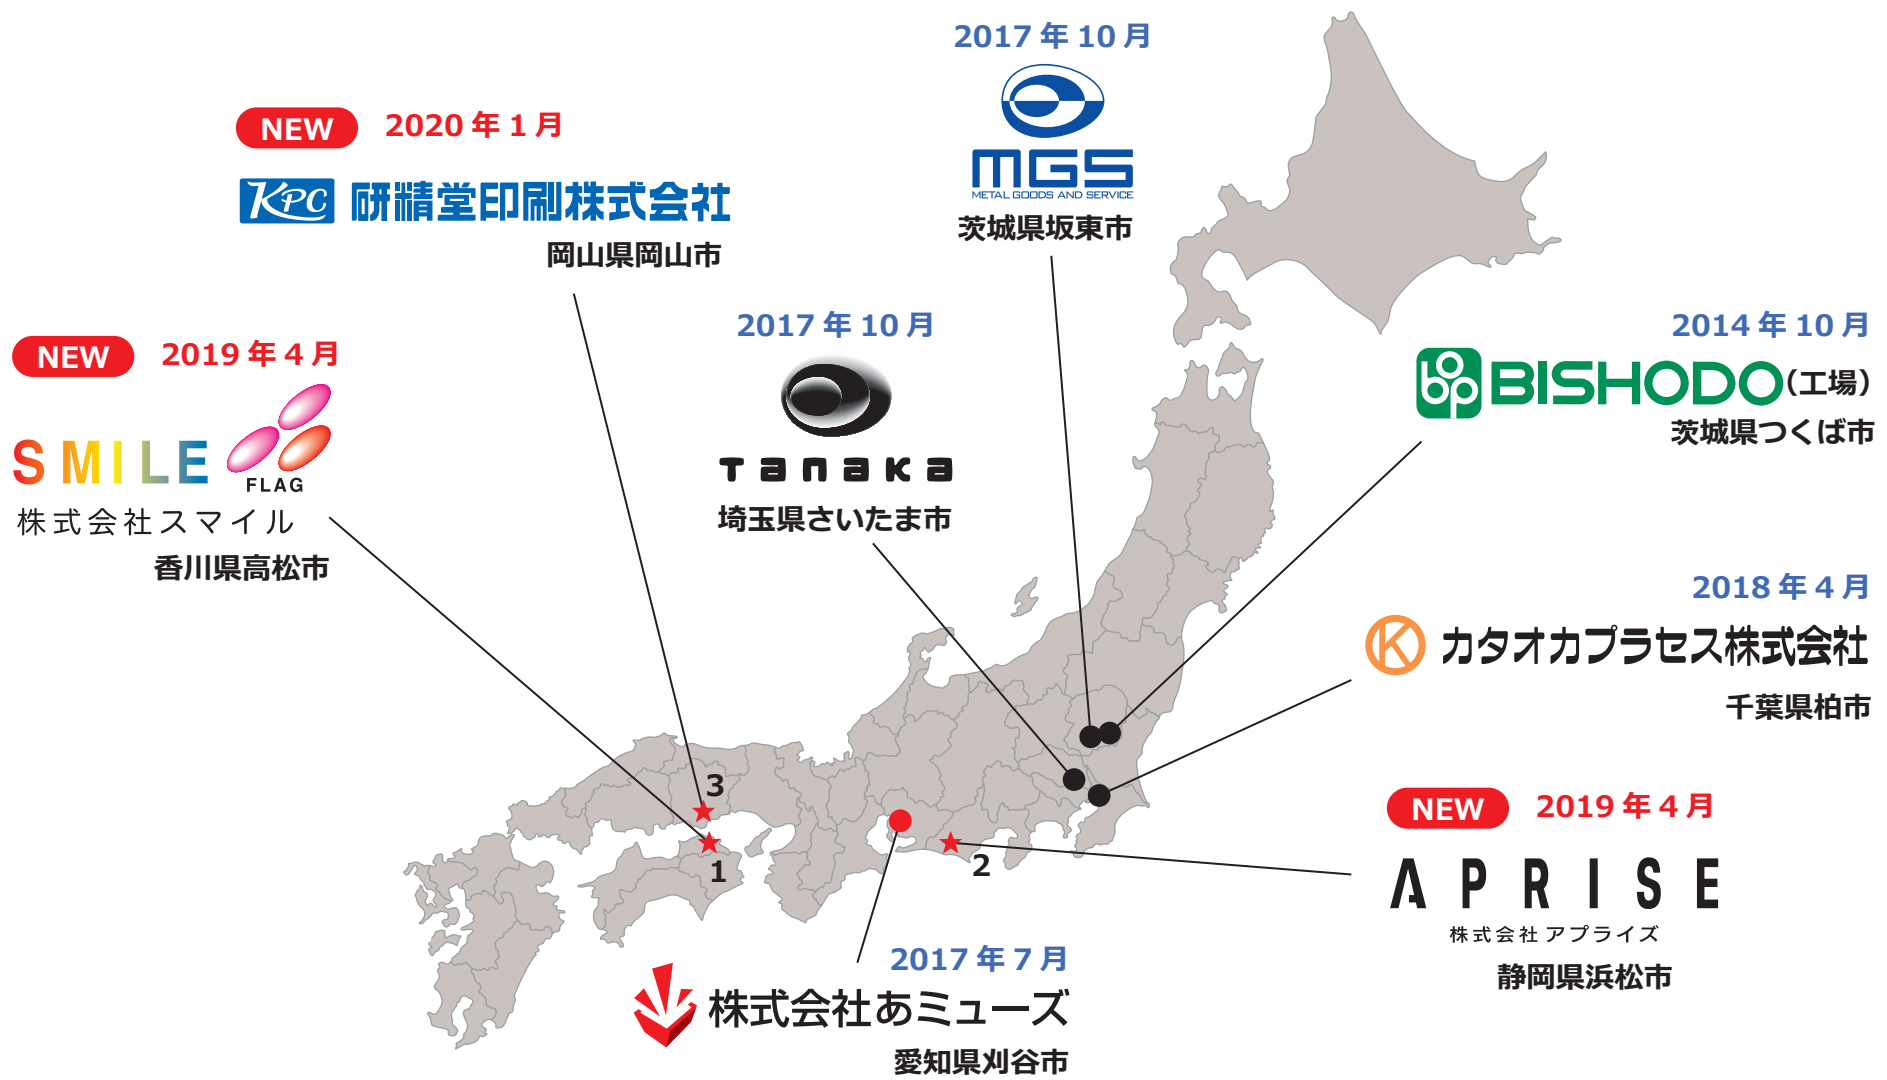 2017年10月
MGS
METAL GOODS AND SERVICE
茨城県坂東市
NEW 2020年1月
KPC 研精堂印刷株式会社
岡山県岡山市
2017年10月
Tanaka
埼玉県さいたま市
2014年10月
bop BISHODO（工場）
茨城県つくば市
NEW 2019年4月
SMILE
FLAG
株式会社スマイル
香川県高松市
2018年4月
K カタオカプラセス株式会社
千葉県柏市
3
1
2
NEW 2019年4月
APRISE
株式会社 アプライズ
静岡県浜松市
2017年7月
株式会社あミューズ
愛知県刈谷市